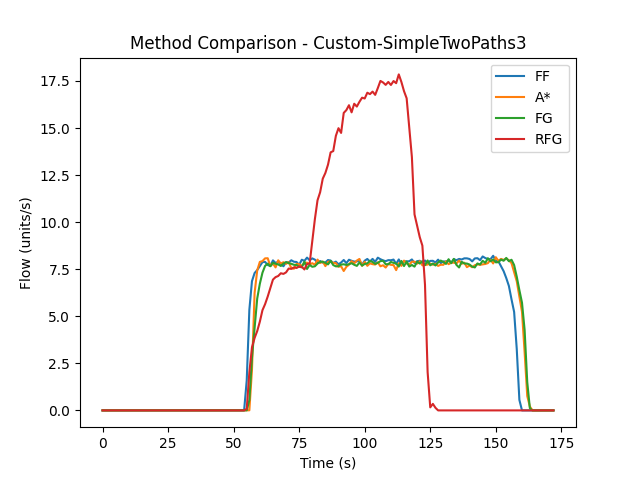 Method Comparison - Custom-SimpleTwoPaths3
FF
A*
FG
RFG
Flow (units/s)
17.5
15.0
12.5
10.0
7.5
5.0
2.5
0.0
0
25
50
75
100
125
150
175
Time (s)